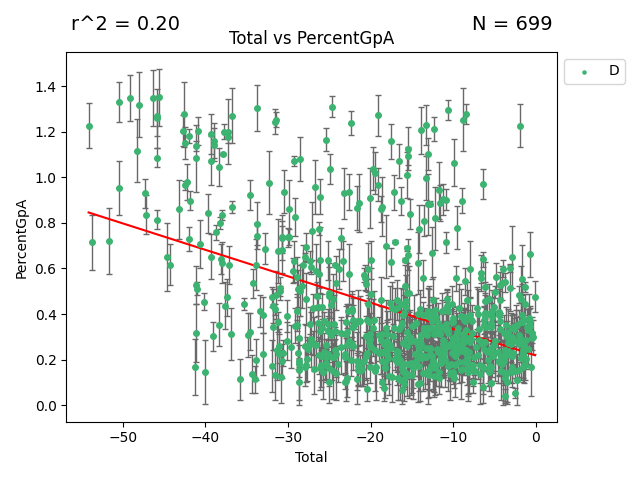 r^2 = 0.20
N = 699
Total vs PercentGpA
D
PercentGpA
1.4
1.2
1.0
0.8
0.6
0.4
0.2
0.0
−50
−40
−30
−20
−10
0
Total